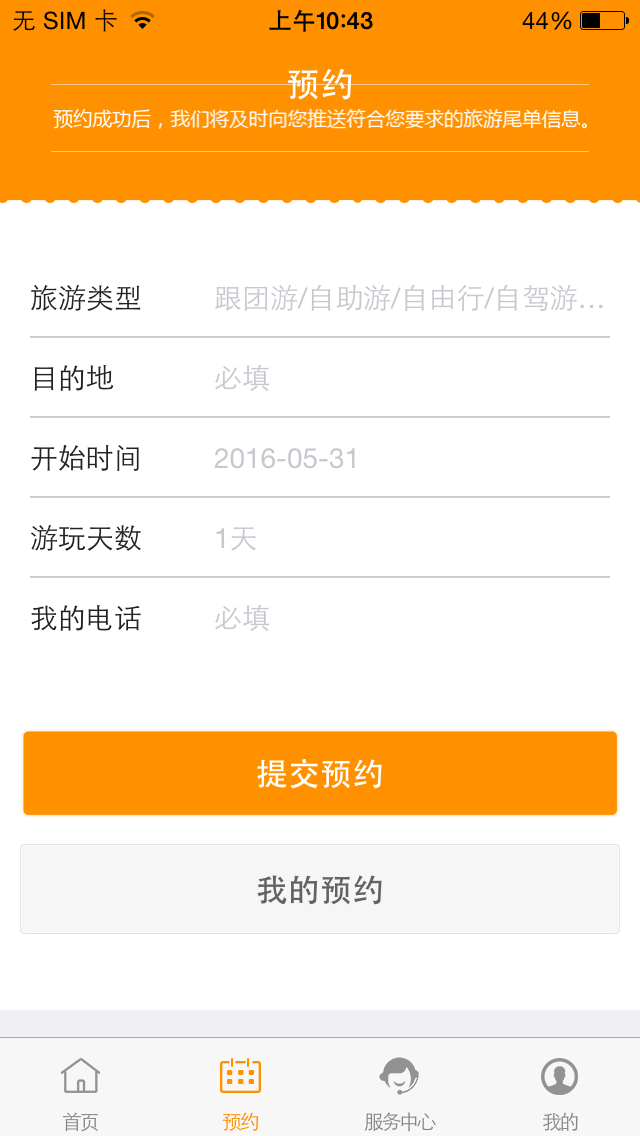 无 SIM 卡 上午10:43 44%
预约
预约成功后，我们将及时向您推送符合您要求的旅游尾单信息。
旅游类型 跟团游/自助游/自由行/自驾游...
目的地 必填
开始时间 2016-05-31
游玩天数 1天
我的电话 必填
提交预约
我的预约
首页 预约 服务中心 我的